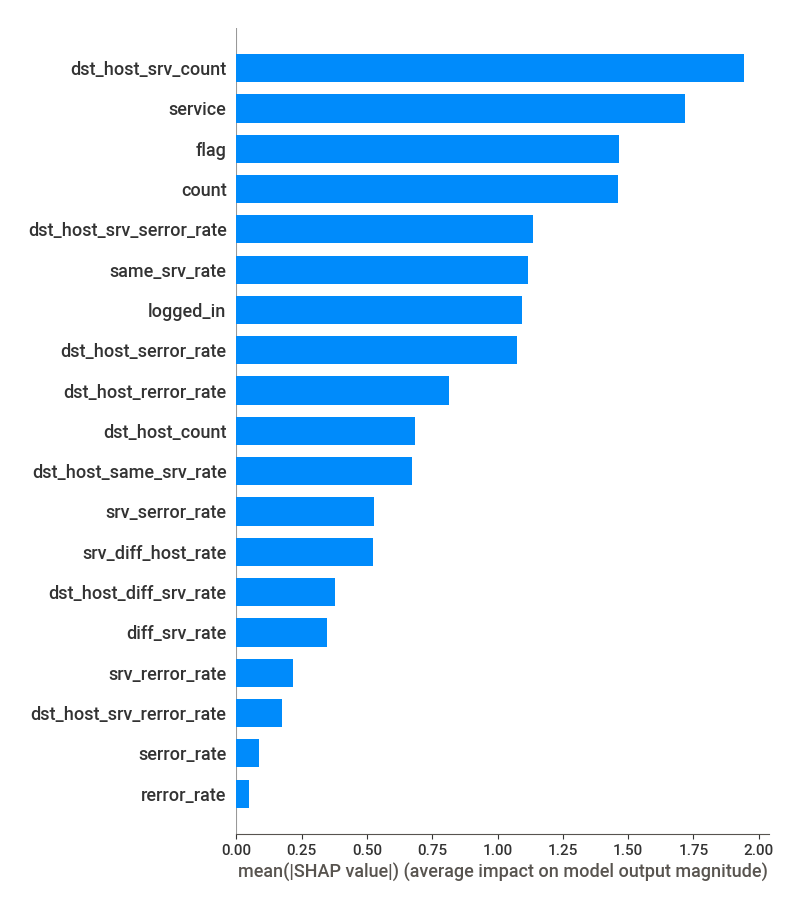 dst_host_srv_count
service
flag
count
dst_host_srv_serror_rate
same_srv_rate
logged_in
dst_host_serror_rate
dst_host_rerror_rate
dst_host_count
dst_host_same_srv_rate
srv_serror_rate
srv_diff_host_rate
dst_host_diff_srv_rate
diff_srv_rate
srv_rerror_rate
dst_host_srv_rerror_rate
serror_rate
rerror_rate
0.00 0.25 0.50 0.75 1.00 1.25 1.50 1.75 2.00
mean(|SHAP value|) (average impact on model output magnitude)